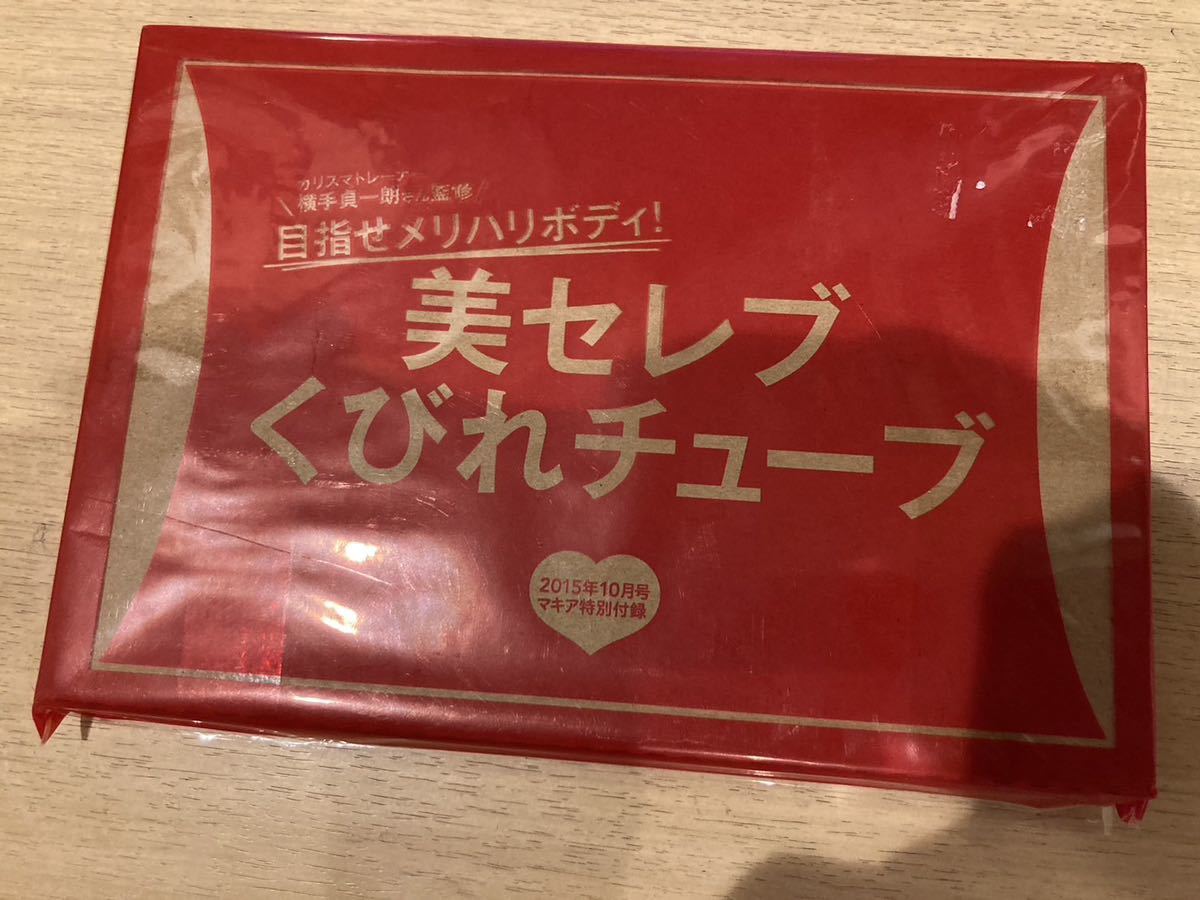 カリスマトレーナー
横手貞一朗さん監修
目指せメリハリボディ!
美セレブ
くびれチューブ
2015年10月号
マキア特別付録